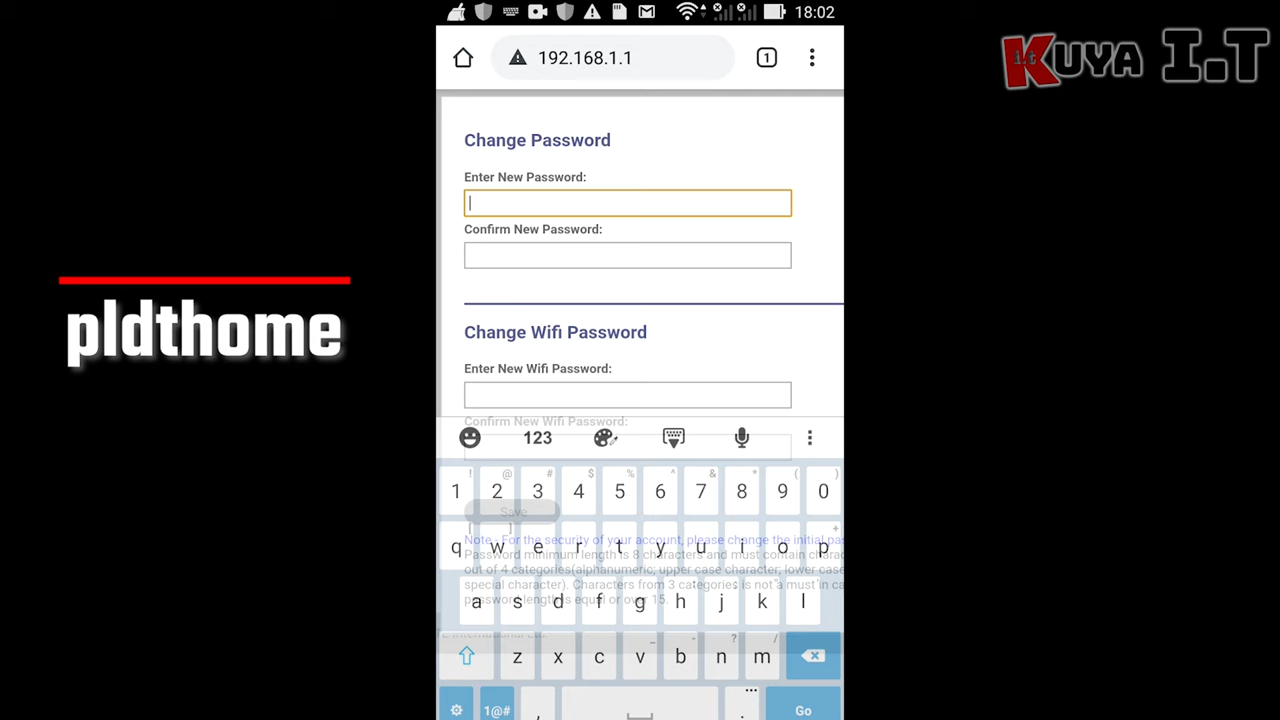 18:02
192.168.1.1
1
KUYA I.T
i.t
Change Password
Enter New Password:
Confirm New Password:
pldthome
Change Wifi Password
Enter New Wifi Password:
Confirm New Wifi Password:
123
! @ # $ % ^ & * ( )
1 2 3 4 5 6 7 8 9 0
Save
[ ] +
q w e r t y u i o p
Note - For the security of your account, please change the initial pas
Password minimum length is 8 characters and must contain charac
out of 4 categories(alphanumeric; upper case character; lower case
special character). Characters from 3 categories is not a must in ca
password length is equal or over 15.
a s d f g h j k l
E International Ltd.
_ - ? /
z x c v b n m
1@# , . Go